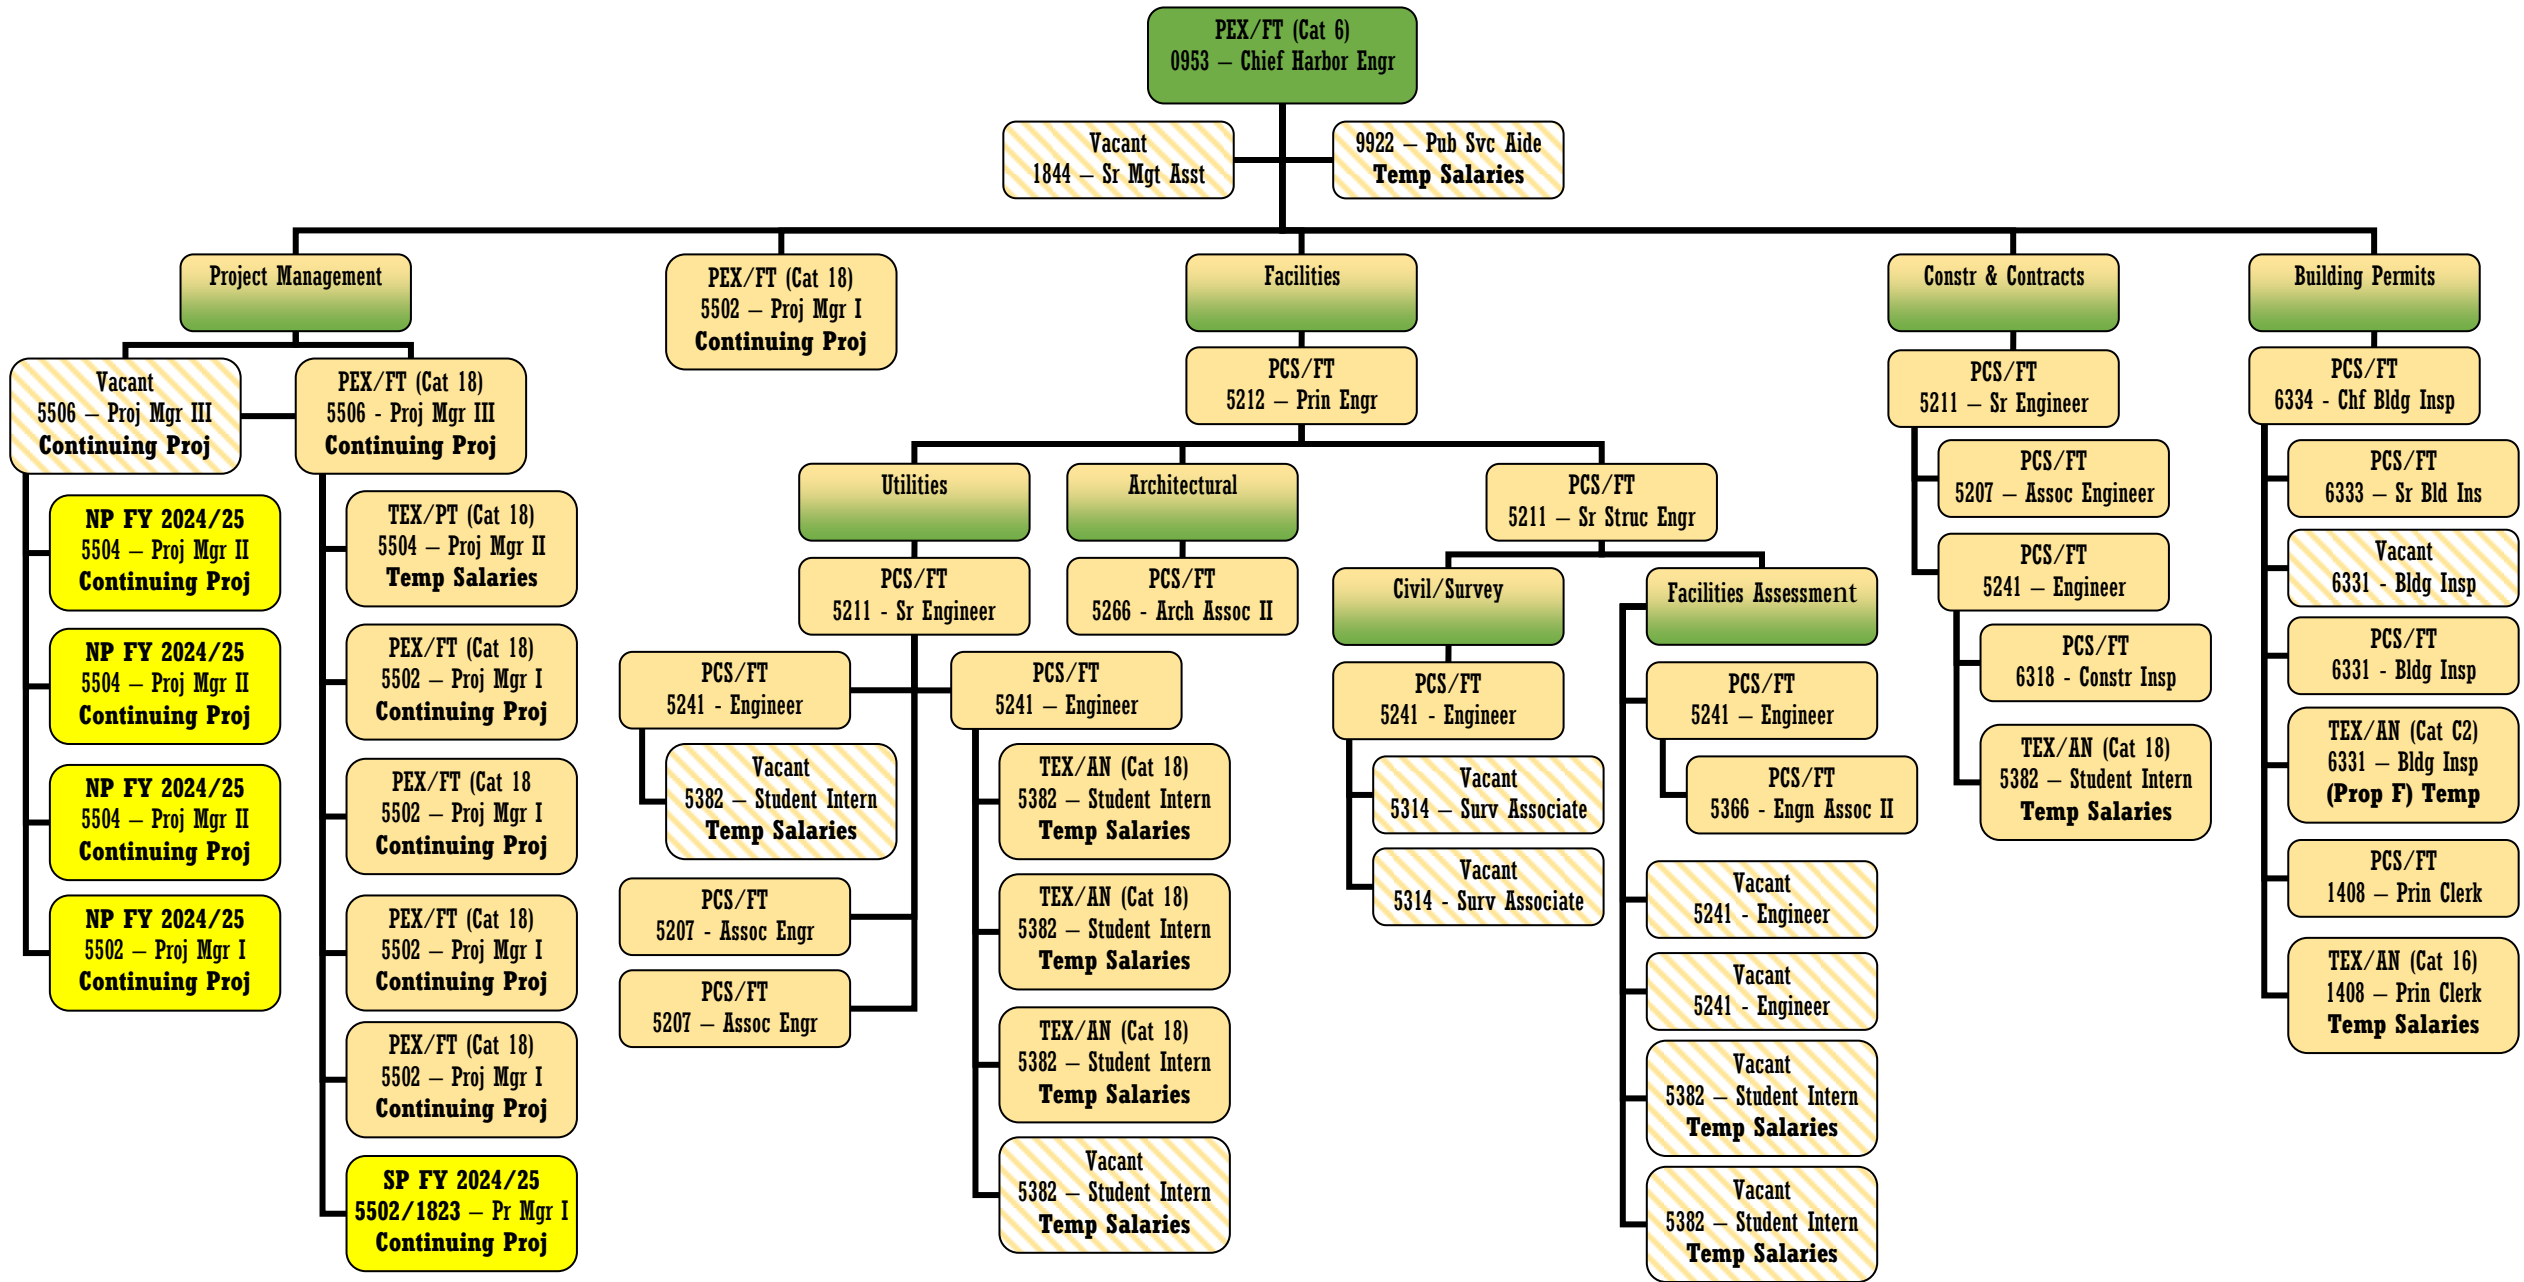 PEX/FT (Cat 6)
0953 – Chief Harbor Engr
Vacant
1844 – Sr Mgt Asst
9922 – Pub Svc Aide
Temp Salaries
Project Management
Vacant
5506 – Proj Mgr III
Continuing Proj
NP FY 2024/25
5504 – Proj Mgr II
Continuing Proj
NP FY 2024/25
5504 – Proj Mgr II
Continuing Proj
NP FY 2024/25
5504 – Proj Mgr II
Continuing Proj
NP FY 2024/25
5502 – Proj Mgr I
Continuing Proj
PEX/FT (Cat 18)
5506 - Proj Mgr III
Continuing Proj
TEX/PT (Cat 18)
5504 – Proj Mgr II
Temp Salaries
PEX/FT (Cat 18)
5502 – Proj Mgr I
Continuing Proj
PEX/FT (Cat 18
5502 – Proj Mgr I
Continuing Proj
PEX/FT (Cat 18)
5502 – Proj Mgr I
Continuing Proj
PEX/FT (Cat 18)
5502 – Proj Mgr I
Continuing Proj
SP FY 2024/25
5502/1823 – Pr Mgr I
Continuing Proj
PEX/FT (Cat 18)
5502 – Proj Mgr I
Continuing Proj
Facilities
PCS/FT
5212 – Prin Engr
Utilities
PCS/FT
5211 - Sr Engineer
PCS/FT
5241 - Engineer
Vacant
5382 – Student Intern
Temp Salaries
PCS/FT
5207 - Assoc Engr
PCS/FT
5207 – Assoc Engr
PCS/FT
5241 – Engineer
TEX/AN (Cat 18)
5382 – Student Intern
Temp Salaries
TEX/AN (Cat 18)
5382 – Student Intern
Temp Salaries
TEX/AN (Cat 18)
5382 – Student Intern
Temp Salaries
Vacant
5382 – Student Intern
Temp Salaries
Architectural
PCS/FT
5266 - Arch Assoc II
PCS/FT
5211 – Sr Struc Engr
Civil/Survey
PCS/FT
5241 - Engineer
Vacant
5314 – Surv Associate
Vacant
5314 - Surv Associate
Facilities Assessment
PCS/FT
5241 – Engineer
PCS/FT
5366 - Engn Assoc II
Vacant
5241 - Engineer
Vacant
5241 - Engineer
Vacant
5382 – Student Intern
Temp Salaries
Vacant
5382 – Student Intern
Temp Salaries
Constr & Contracts
PCS/FT
5211 – Sr Engineer
PCS/FT
5207 – Assoc Engineer
PCS/FT
5241 – Engineer
PCS/FT
6318 - Constr Insp
TEX/AN (Cat 18)
5382 – Student Intern
Temp Salaries
Building Permits
PCS/FT
6334 - Chf Bldg Insp
PCS/FT
6333 – Sr Bld Ins
Vacant
6331 - Bldg Insp
PCS/FT
6331 - Bldg Insp
TEX/AN (Cat C2)
6331 – Bldg Insp
(Prop F) Temp
PCS/FT
1408 – Prin Clerk
TEX/AN (Cat 16)
1408 – Prin Clerk
Temp Salaries